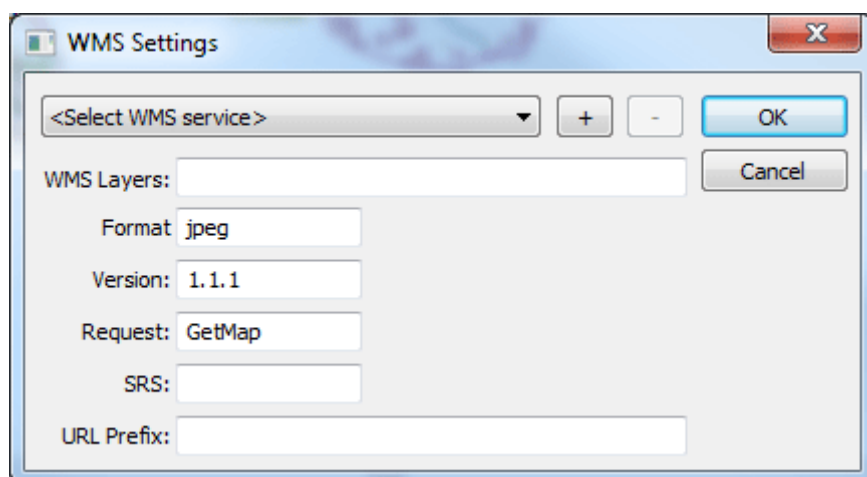 WMS Settings
x
<Select WMS service> + - OK
WMS Layers: Cancel
Format jpeg
Version: 1.1.1
Request: GetMap
SRS:
URL Prefix: